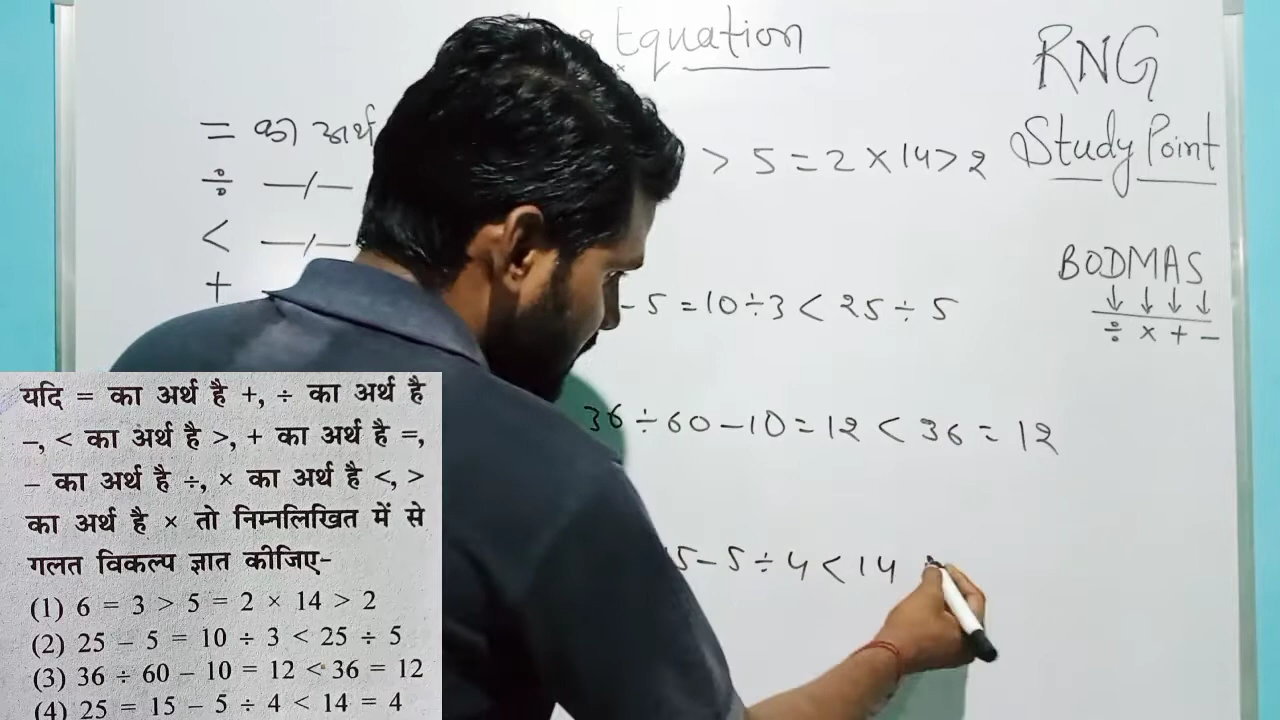 Equation
RNG
Study Point
= का अर्थ
÷ —/—
< —/—
+
> 5 = 2 × 14 > 2
- 5 = 10 ÷ 3 < 25 ÷ 5
36 ÷ 60 - 10 = 12 < 36 = 12
5 - 5 ÷ 4 < 14
BODMAS
↓ ↓ ↓ ↓
÷ × + -
यदि = का अर्थ है +, ÷ का अर्थ है
–, < का अर्थ है >, + का अर्थ है =,
– का अर्थ है ÷, × का अर्थ है <, >
का अर्थ है × तो निम्नलिखित में से
गलत विकल्प ज्ञात कीजिए-
(1) 6 = 3 > 5 = 2 × 14 > 2
(2) 25 – 5 = 10 ÷ 3 < 25 ÷ 5
(3) 36 ÷ 60 – 10 = 12 < 36 = 12
(4) 25 = 15 – 5 ÷ 4 < 14 = 4